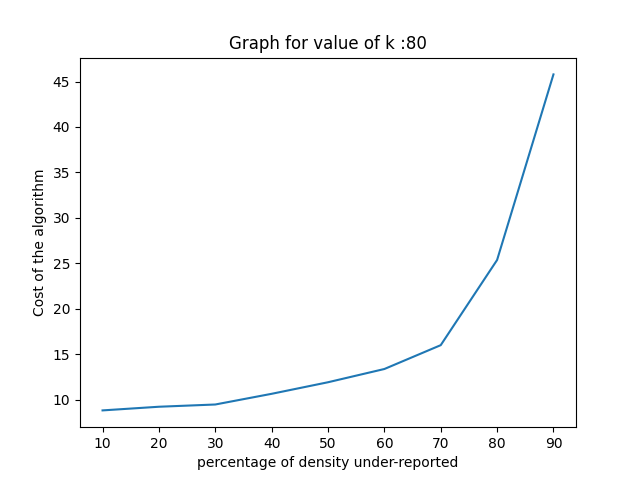 Graph for value of k :80
45
40
35
30
25
20
15
10
Cost of the algorithm
10 20 30 40 50 60 70 80 90
percentage of density under-reported